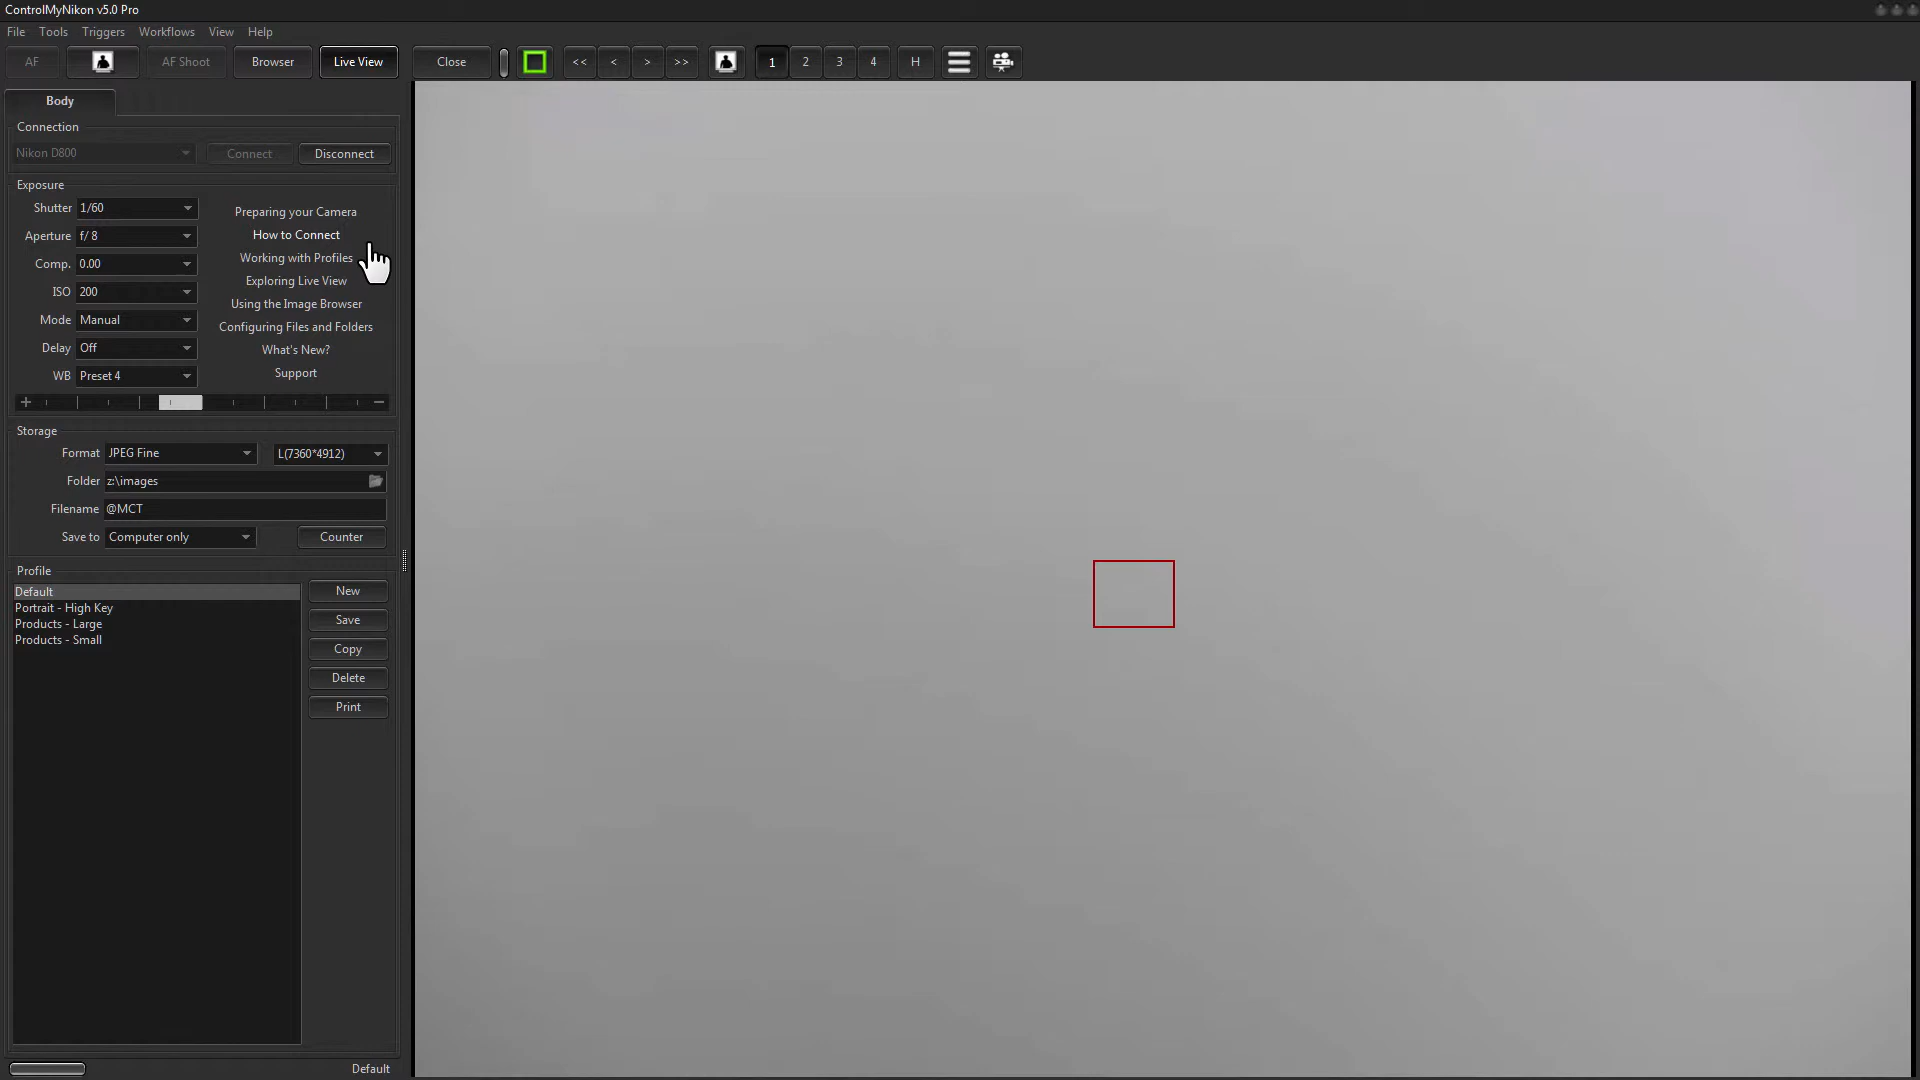 ControlMyNikon v5.0 Pro
File Tools Triggers Workflows View Help
AF AF Shoot Browser Live View Close << < > >> 1 2 3 4 H
Body
Connection
Nikon D800 Connect Disconnect
Exposure
Shutter 1/60
Aperture f/ 8
Comp. 0.00
ISO 200
Mode Manual
Delay Off
WB Preset 4
Preparing your Camera
How to Connect
Working with Profiles
Exploring Live View
Using the Image Browser
Configuring Files and Folders
What's New?
Support
+ −
Storage
Format JPEG Fine L(7360*4912)
Folder z:\images
Filename @MCT
Save to Computer only Counter
Profile
Default
Portrait - High Key
Products - Large
Products - Small
New
Save
Copy
Delete
Print
Default